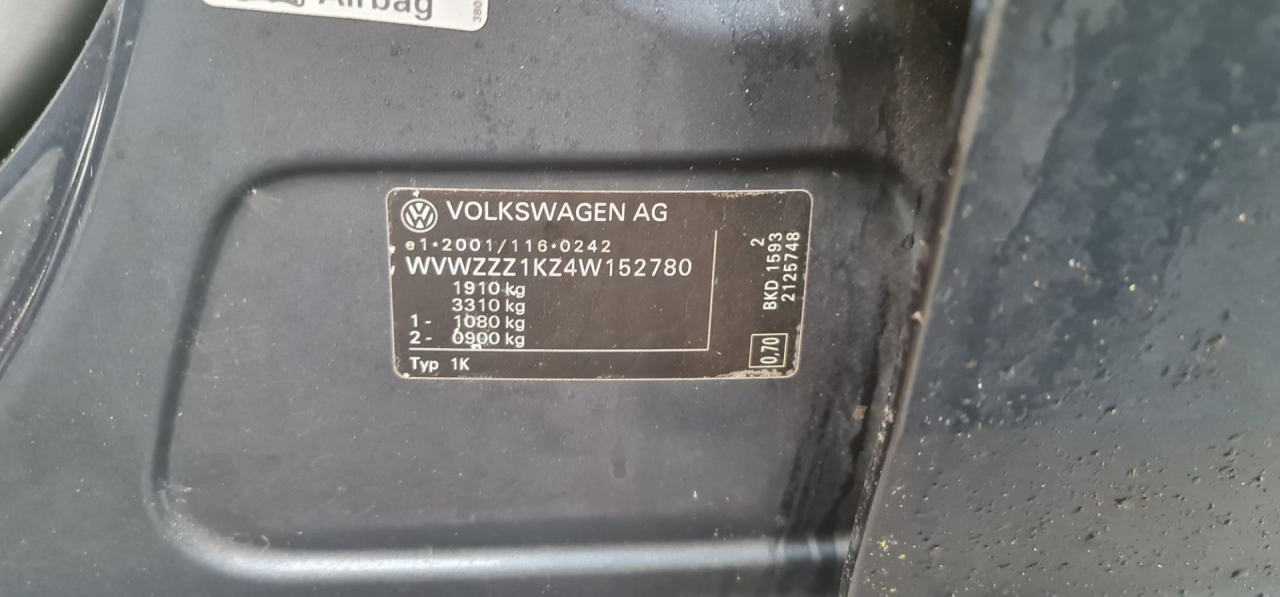 Airbag
VOLKSWAGEN AG
e1*2001/116*0242
WVWZZZ1KZ4W152780
1910 kg
3310 kg
1- 1080 kg
2- 0900 kg
Typ 1K
2
BKD 1593
2125748
0,70